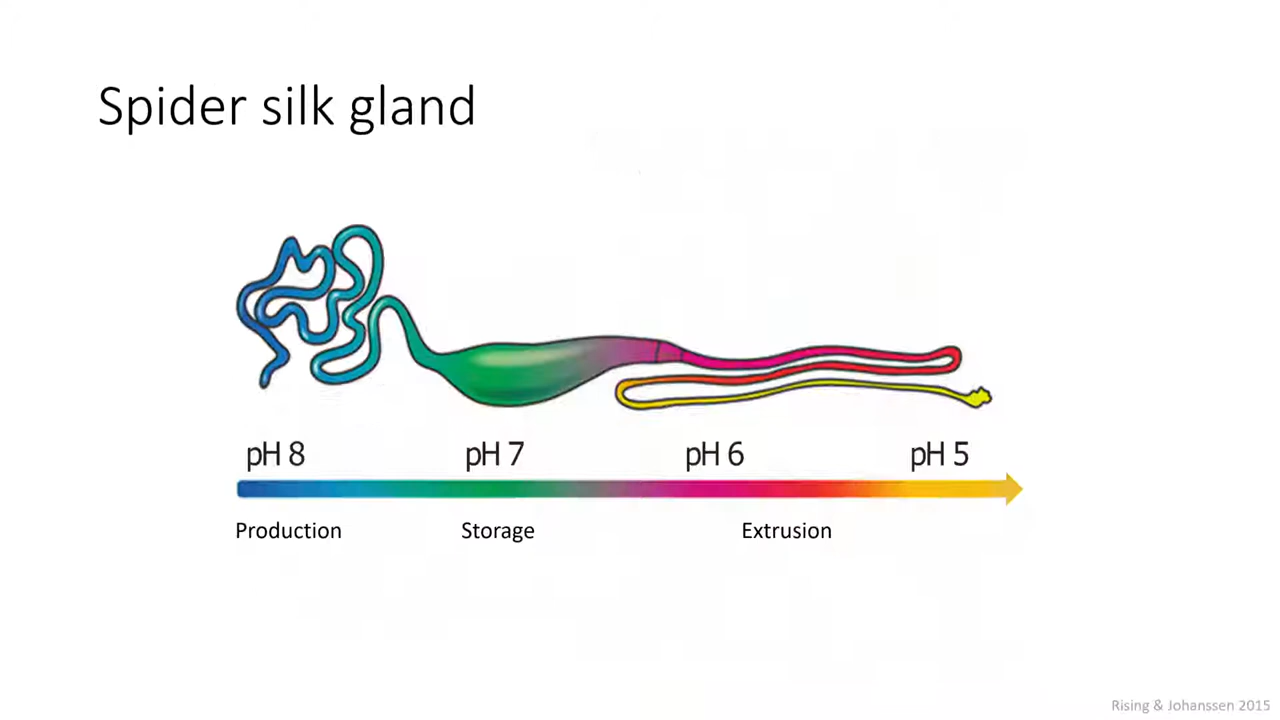 Spider silk gland
pH 8 pH 7 pH 6 pH 5
Production Storage Extrusion
Rising & Johanssen 2015